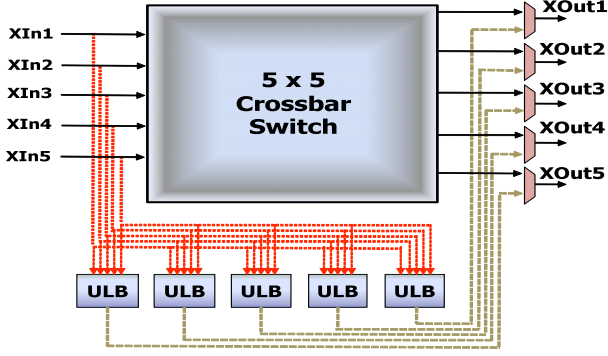 XIn1
XIn2
XIn3
XIn4
XIn5
5 x 5
Crossbar
Switch
XOut1
XOut2
XOut3
XOut4
XOut5
ULB ULB ULB ULB ULB